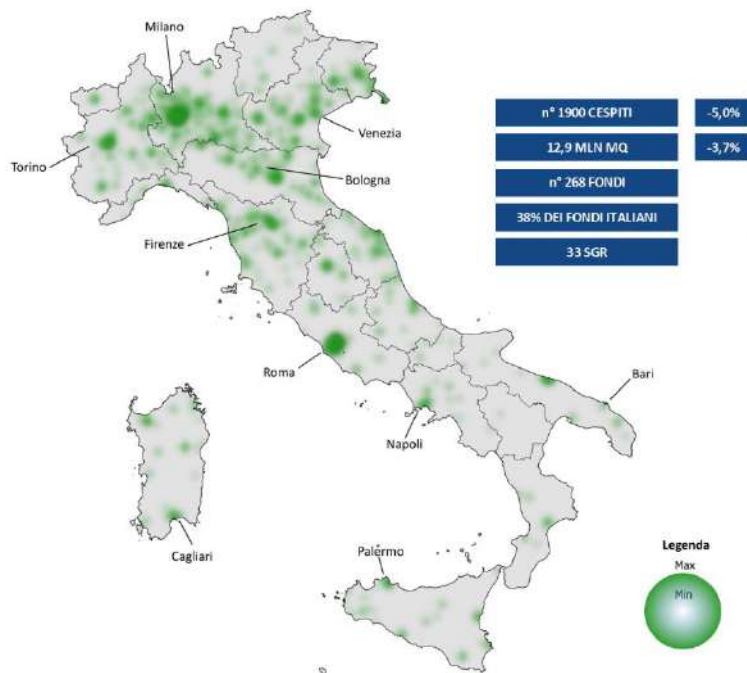 Milano
n° 1900 CESPITI -5,0%
Venezia
12,9 MLN MQ -3,7%
Torino
Bologna
n° 268 FONDI
38% DEI FONDI ITALIANI
Firenze
33 SGR
Roma
Bari
Napoli
Cagliari
Palermo
Legenda
Max
Min